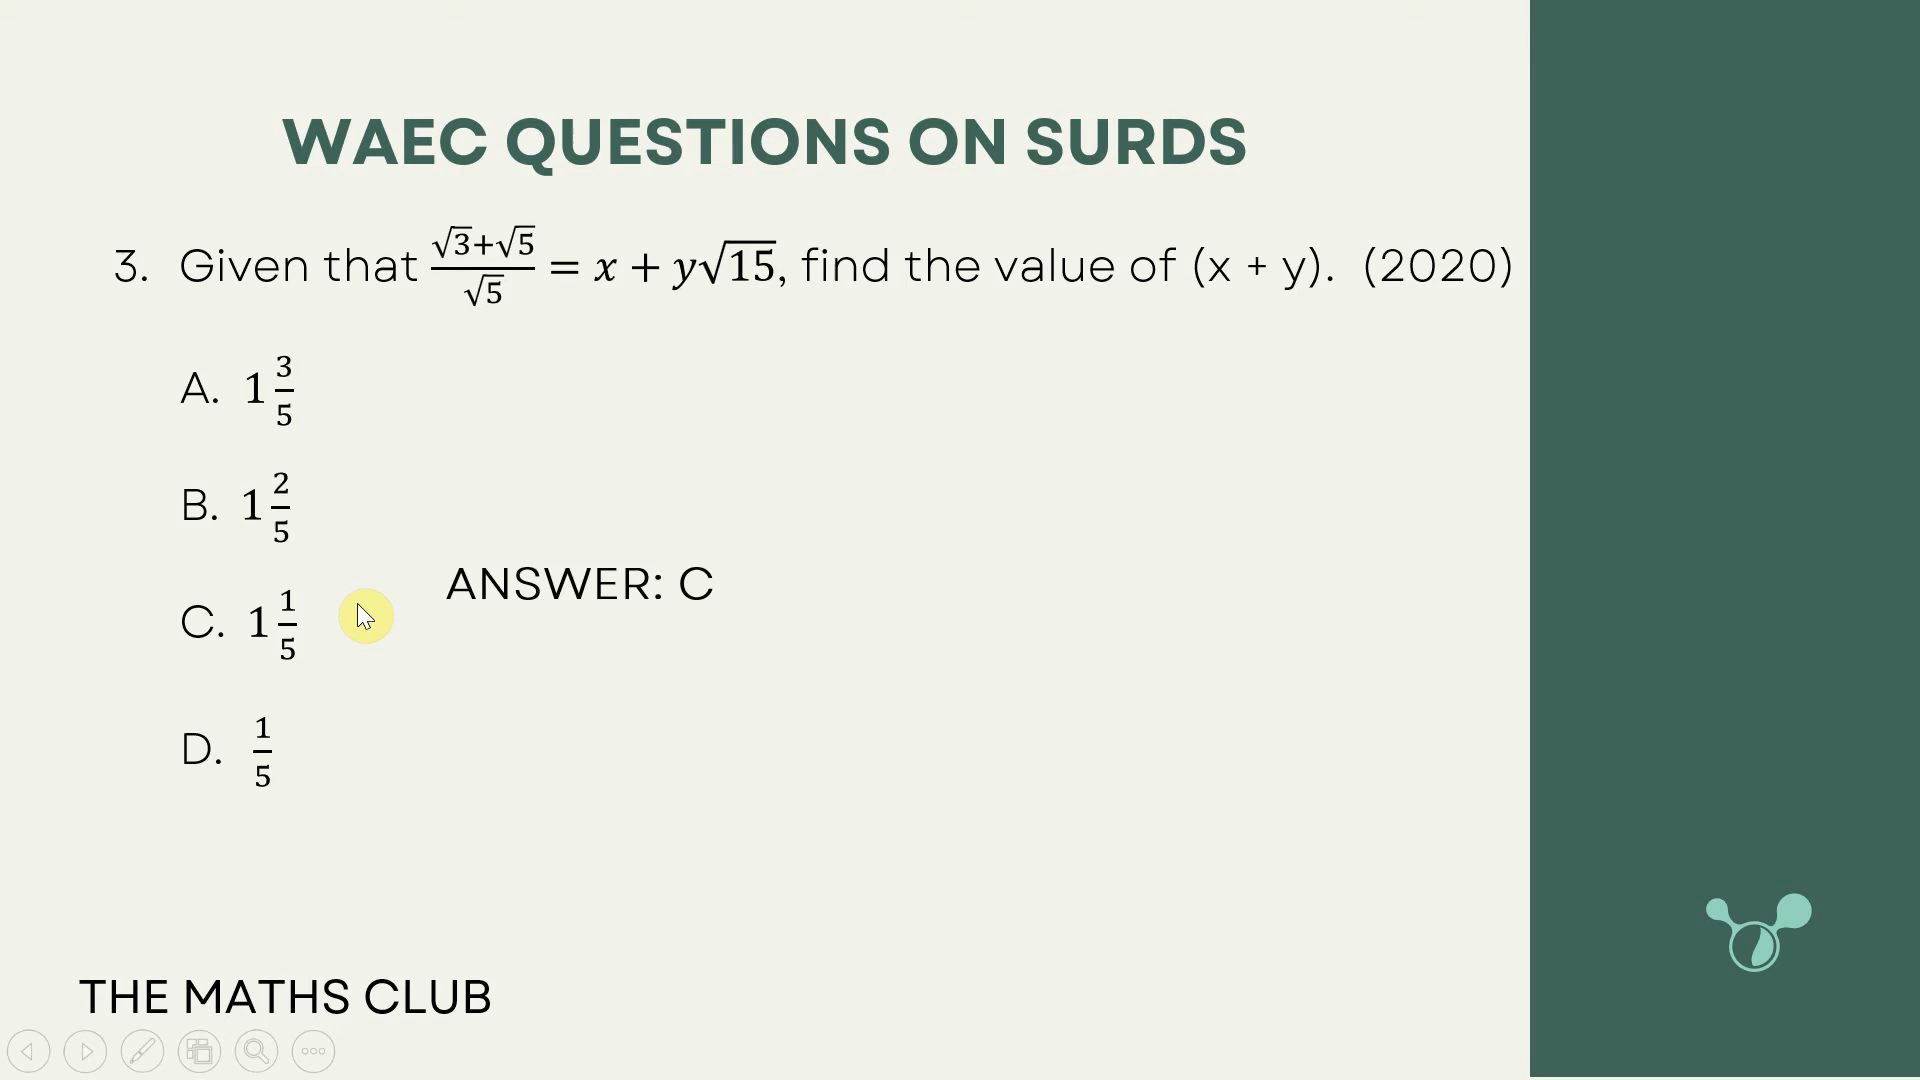 WAEC QUESTIONS ON SURDS
3. Given that (√3+√5)/√5 = x + y√15, find the value of (x + y). (2020)
A. 1 3/5
B. 1 2/5
ANSWER: C
C. 1 1/5
D. 1/5
THE MATHS CLUB